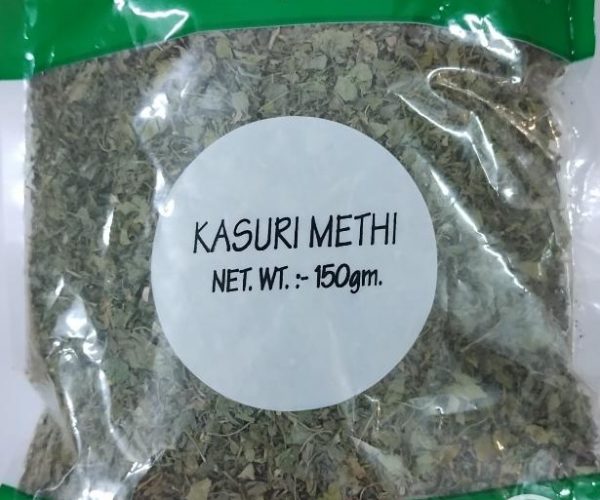 KASURI METHI
NET. WT. :- 150gm.